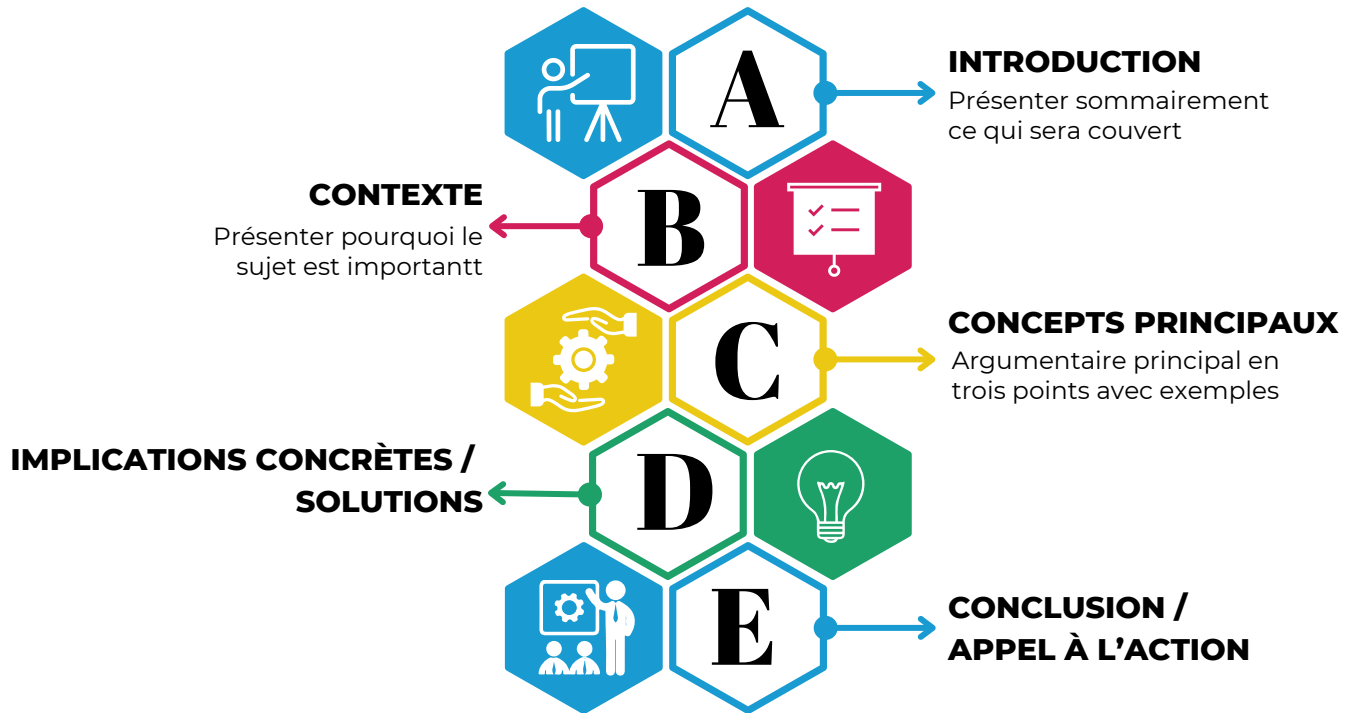 A
INTRODUCTION
Présenter sommairement
ce qui sera couvert
B
CONTEXTE
Présenter pourquoi le
sujet est importantt
C
CONCEPTS PRINCIPAUX
Argumentaire principal en
trois points avec exemples
D
IMPLICATIONS CONCRÈTES /
SOLUTIONS
E
CONCLUSION /
APPEL À L’ACTION